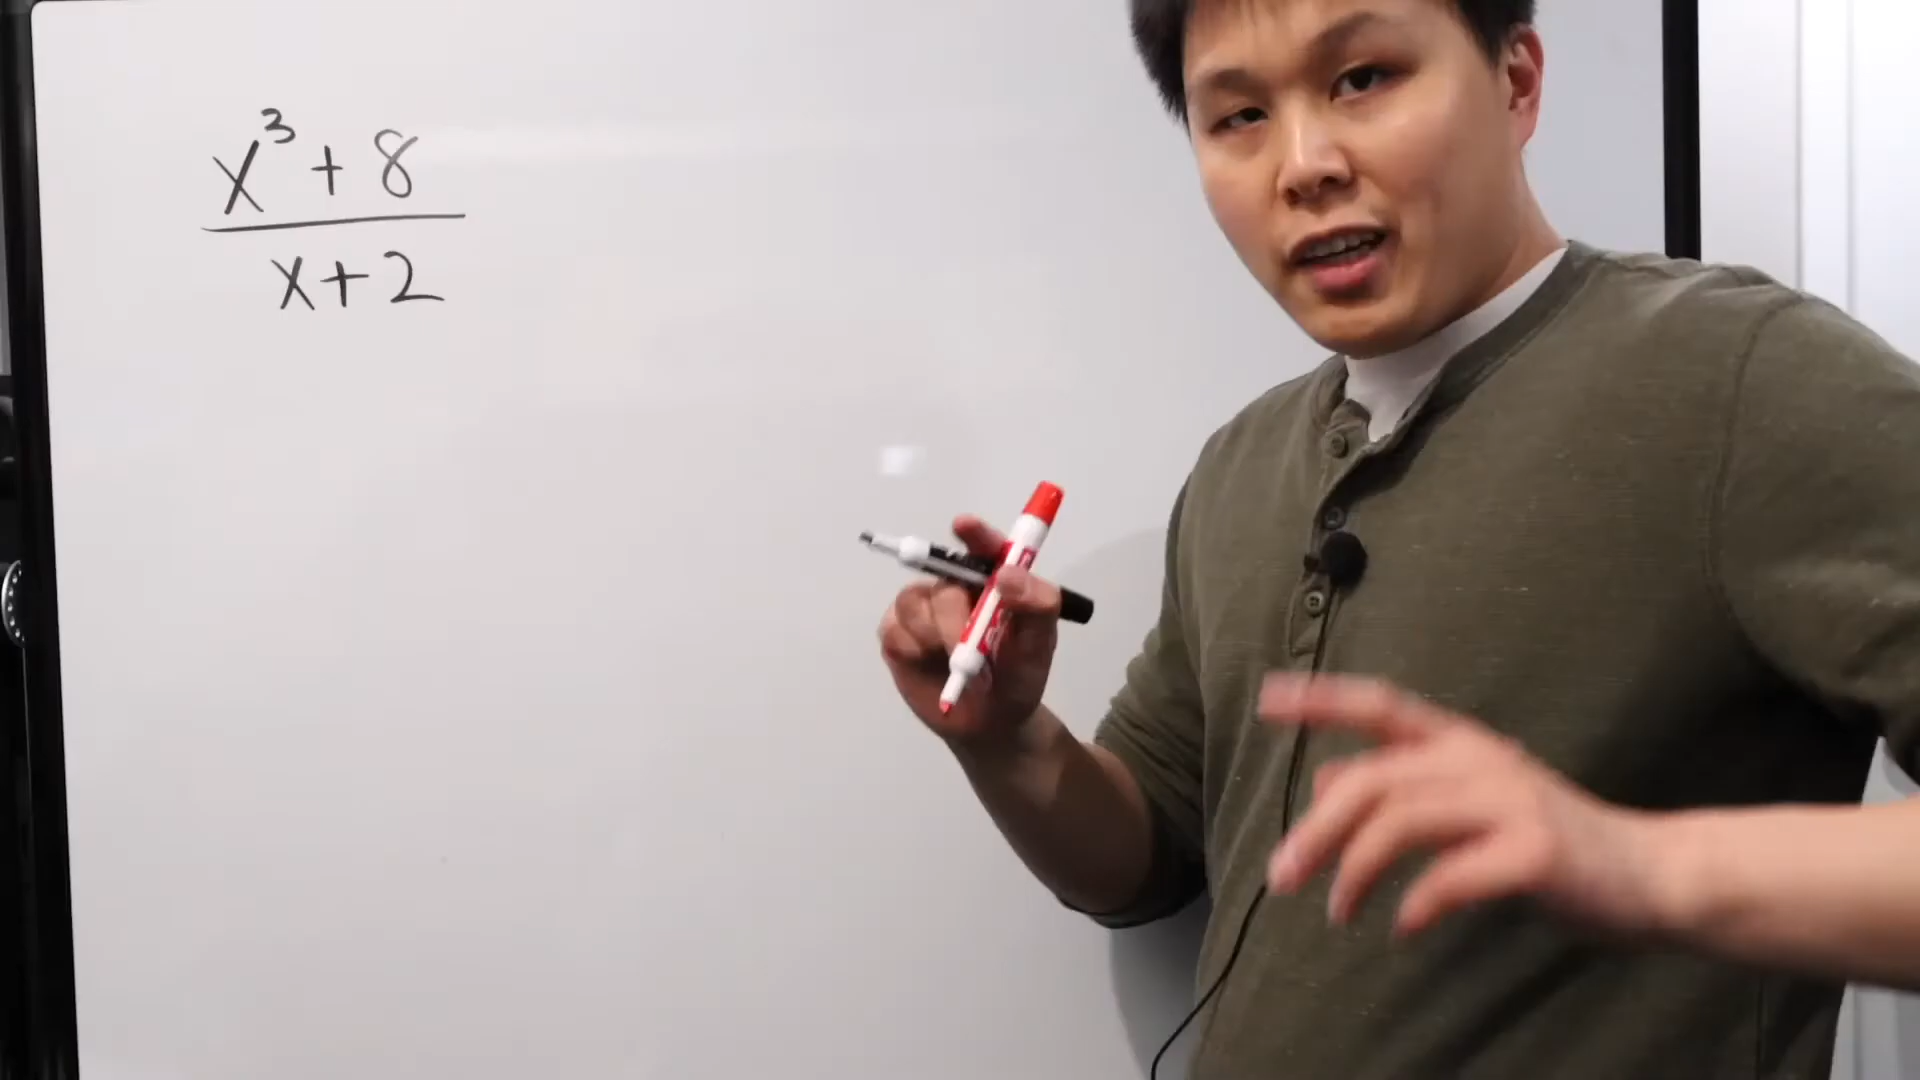 x³ + 8
x + 2